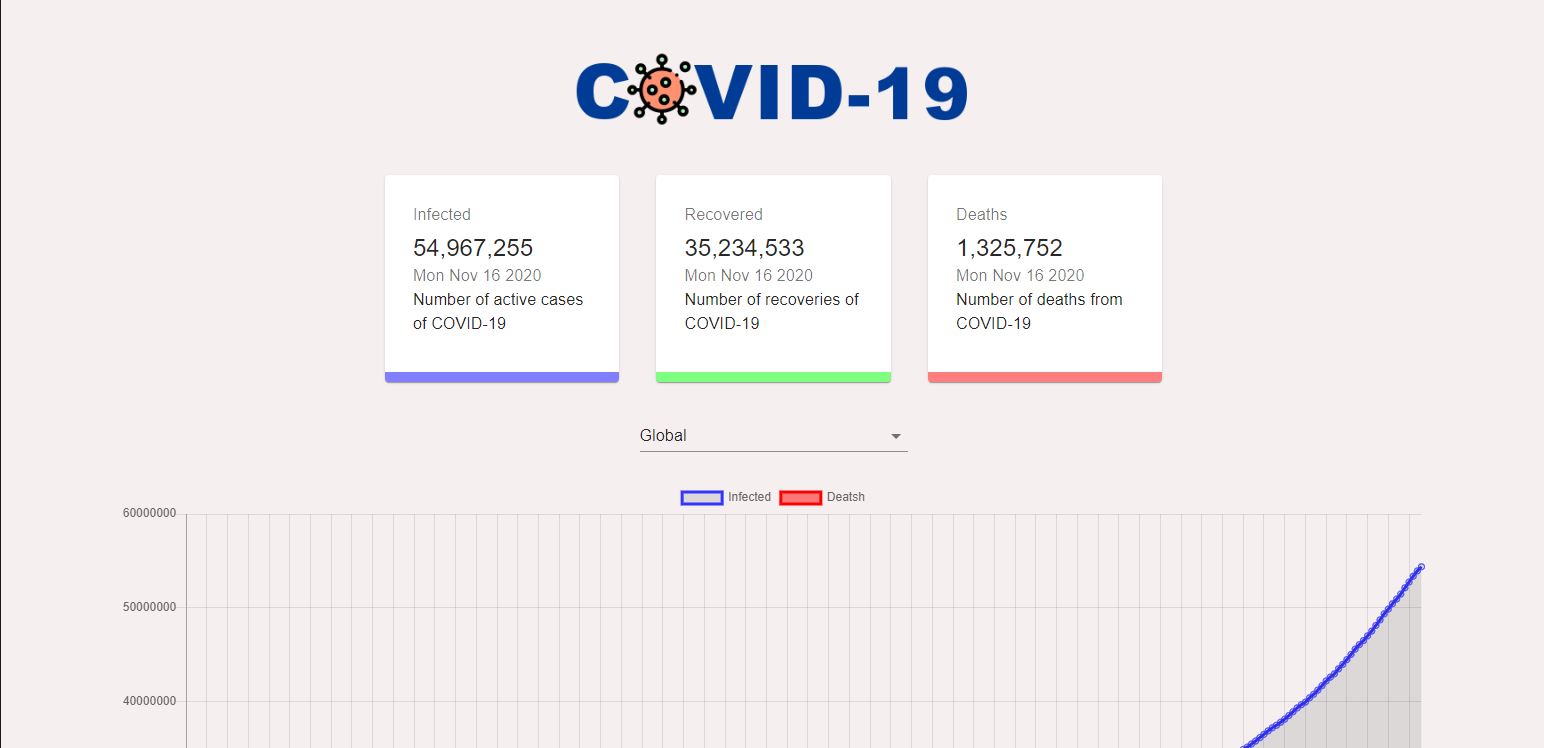 COVID-19
Infected
54,967,255
Mon Nov 16 2020
Number of active cases
of COVID-19
Recovered
35,234,533
Mon Nov 16 2020
Number of recoveries of
COVID-19
Deaths
1,325,752
Mon Nov 16 2020
Number of deaths from
COVID-19
Global
Infected Deatsh
60000000
50000000
40000000